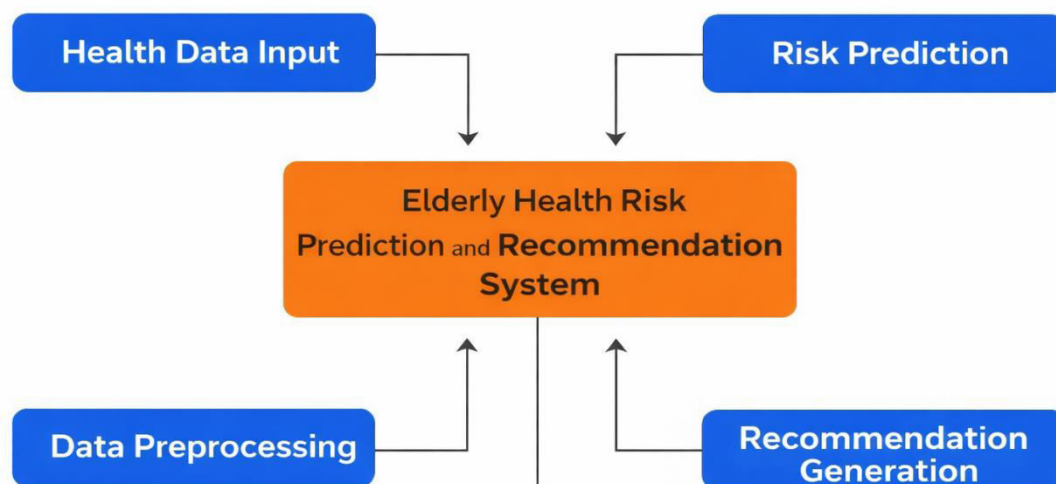 Health Data Input
Risk Prediction
Elderly Health Risk
Prediction and Recommendation
System
Data Preprocessing
Recommendation
Generation